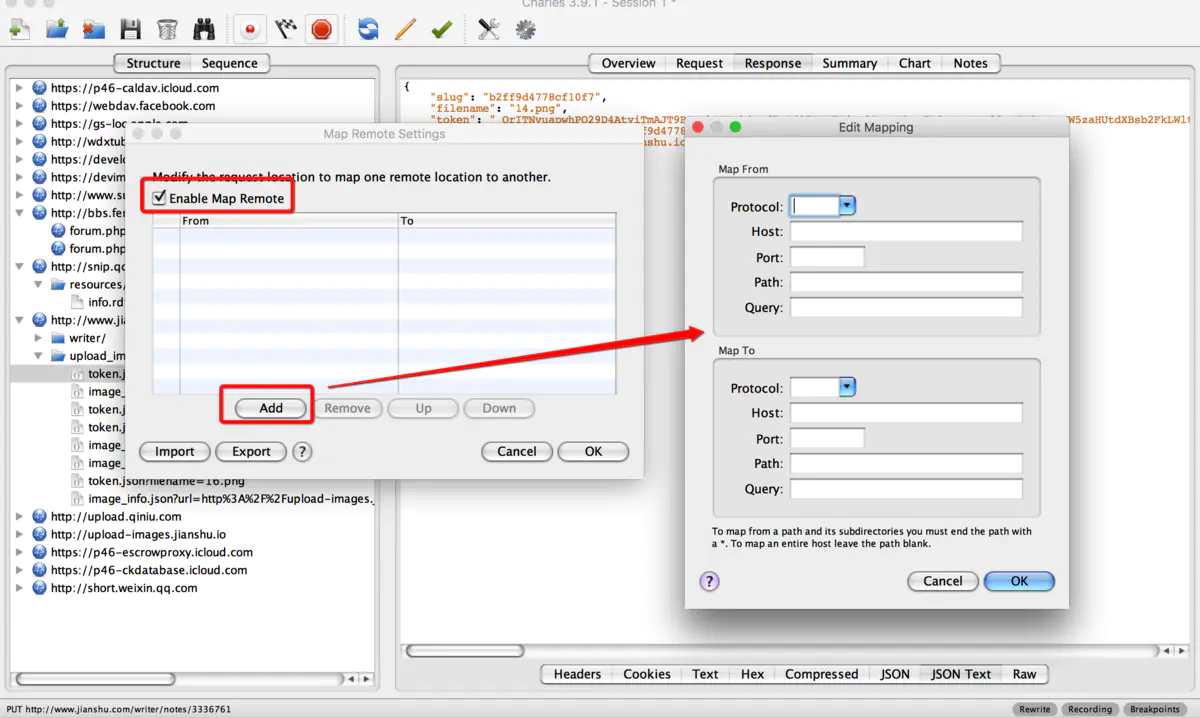 Charles 3.9.1 - Session 1 *
Structure
Sequence
Overview
Request
Response
Summary
Chart
Notes
https://p46-caldav.icloud.com
https://webdav.facebook.com
https://gs-loc.app
http://wdxtub
https://develo
https://devim
http://www.su
http://bbs.fer
forum.php
forum.php
http://snip.qc
resources/
info.rd
http://www.jia
writer/
upload_im
token.j
image_
token.j
token.j
image_
image_
token.json?filename=16.png
image_info.json?url=http%3A%2F%2Fupload-images.
http://upload.qiniu.com
http://upload-images.jianshu.io
https://p46-escrowproxy.icloud.com
https://p46-ckdatabase.icloud.com
http://short.weixin.qq.com
{
"slug": "b2ff9d4778cf10f7",
"filename": "14.png",
"token":
W5zaHUtdXBsb2FkLWlt
f9d4778
nshu.io
Map Remote Settings
Modify the request location to map one remote location to another.
Enable Map Remote
From
To
Add
Remove
Up
Down
Import
Export
?
Cancel
OK
Edit Mapping
Map From
Protocol:
Host:
Port:
Path:
Query:
Map To
Protocol:
Host:
Port:
Path:
Query:
To map from a path and its subdirectories you must end the path with
a *. To map an entire host leave the path blank.
?
Cancel
OK
Headers
Cookies
Text
Hex
Compressed
JSON
JSON Text
Raw
PUT http://www.jianshu.com/writer/notes/3336761
Rewrite
Recording
Breakpoints